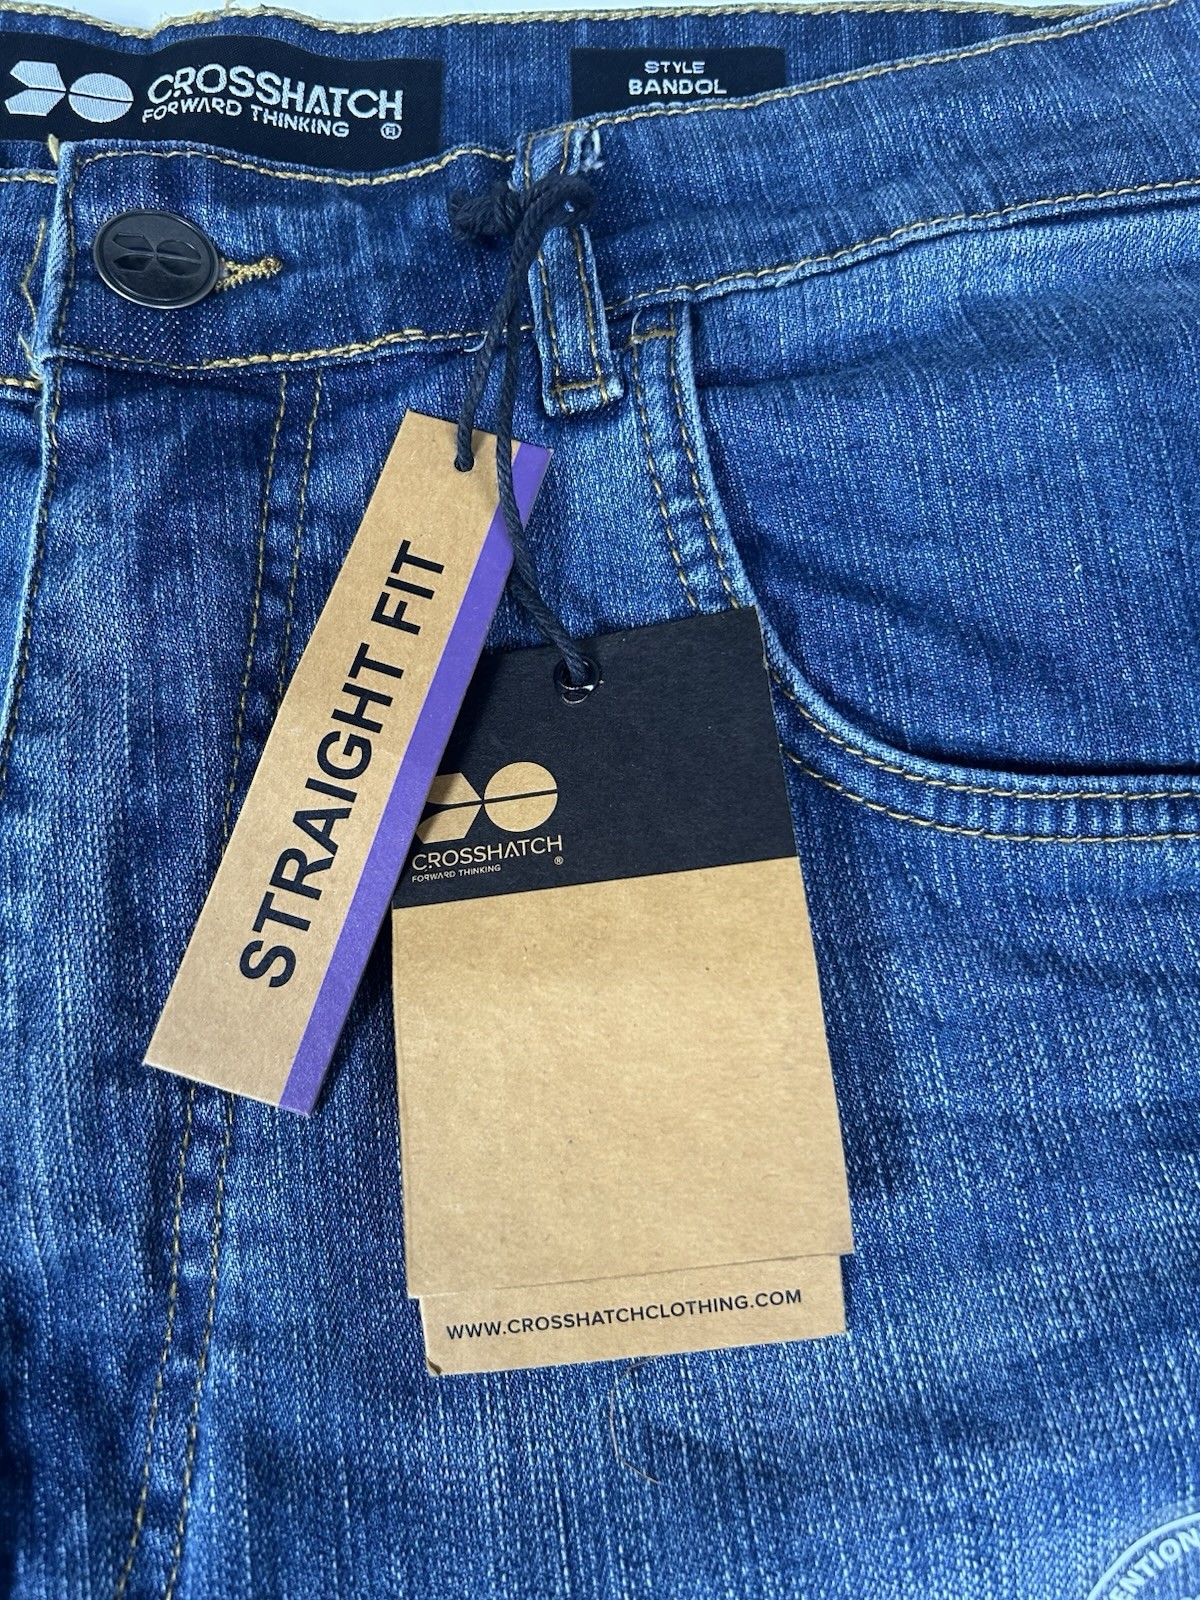 CROSSHATCH
FORWARD THINKING
STYLE
BANDOL
STRAIGHT FIT
CROSSHATCH
FORWARD THINKING
WWW.CROSSHATCHCLOTHING.COM